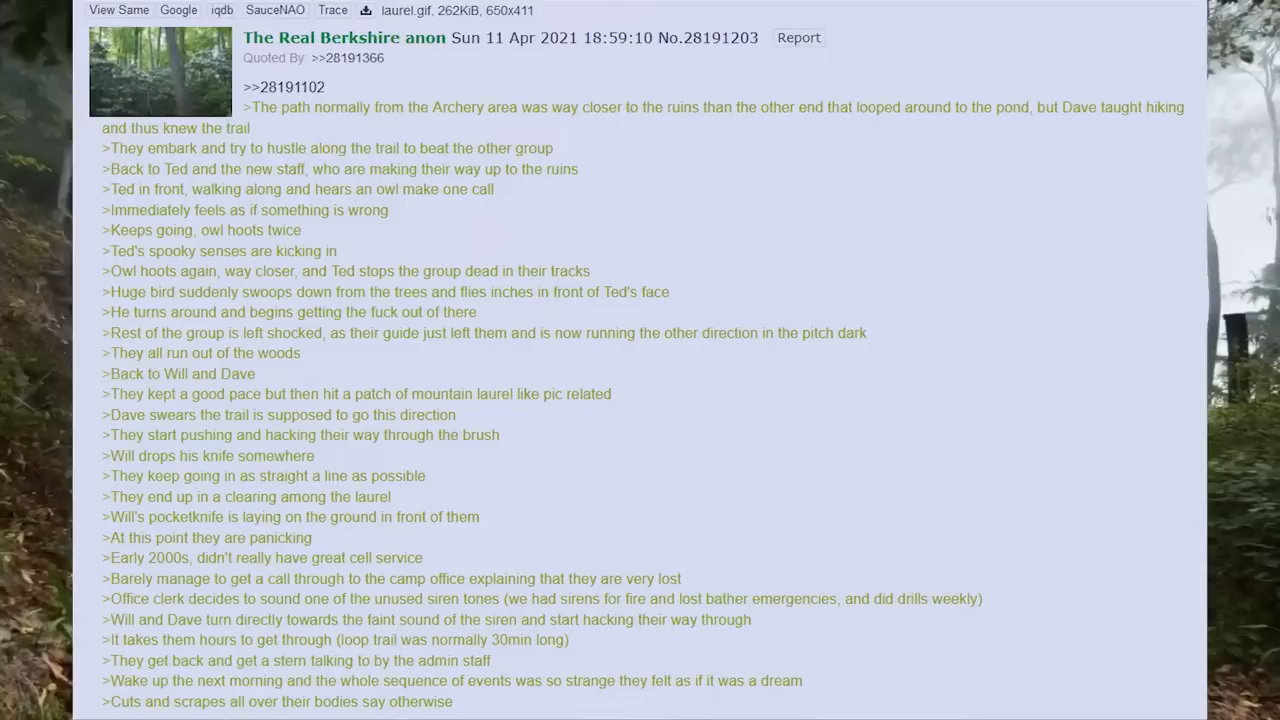 View Same Google iqdb SauceNAO Trace laurel.gif, 262KiB, 650x411
The Real Berkshire anon Sun 11 Apr 2021 18:59:10 No.28191203 Report
Quoted By: >>28191366
>>28191102
>The path normally from the Archery area was way closer to the ruins than the other end that looped around to the pond, but Dave taught hiking
and thus knew the trail
>They embark and try to hustle along the trail to beat the other group
>Back to Ted and the new staff, who are making their way up to the ruins
>Ted in front, walking along and hears an owl make one call
>Immediately feels as if something is wrong
>Keeps going, owl hoots twice
>Ted's spooky senses are kicking in
>Owl hoots again, way closer, and Ted stops the group dead in their tracks
>Huge bird suddenly swoops down from the trees and flies inches in front of Ted's face
>He turns around and begins getting the fuck out of there
>Rest of the group is left shocked, as their guide just left them and is now running the other direction in the pitch dark
>They all run out of the woods
>Back to Will and Dave
>They kept a good pace but then hit a patch of mountain laurel like pic related
>Dave swears the trail is supposed to go this direction
>They start pushing and hacking their way through the brush
>Will drops his knife somewhere
>They keep going in as straight a line as possible
>They end up in a clearing among the laurel
>Will's pocketknife is laying on the ground in front of them
>At this point they are panicking
>Early 2000s, didn't really have great cell service
>Barely manage to get a call through to the camp office explaining that they are very lost
>Office clerk decides to sound one of the unused siren tones (we had sirens for fire and lost bather emergencies, and did drills weekly)
>Will and Dave turn directly towards the faint sound of the siren and start hacking their way through
>It takes them hours to get through (loop trail was normally 30min long)
>They get back and get a stern talking to by the admin staff
>Wake up the next morning and the whole sequence of events was so strange they felt as if it was a dream
>Cuts and scrapes all over their bodies say otherwise